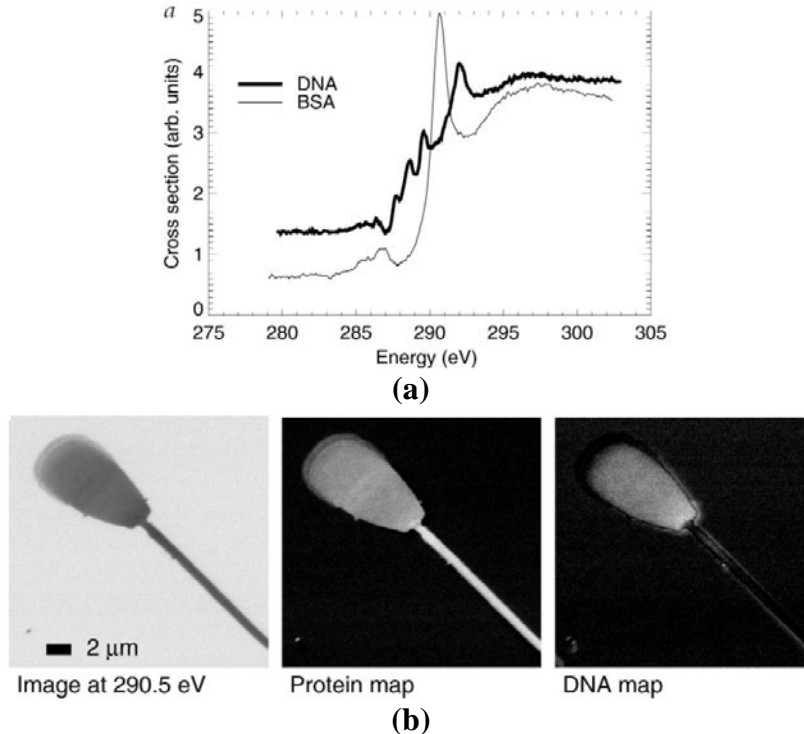 a
5
4
3
2
1
0
Cross section (arb. units)
DNA
BSA
275 280 285 290 295 300 305
Energy (eV)
(a)
2 μm
Image at 290.5 eV Protein map DNA map
(b)